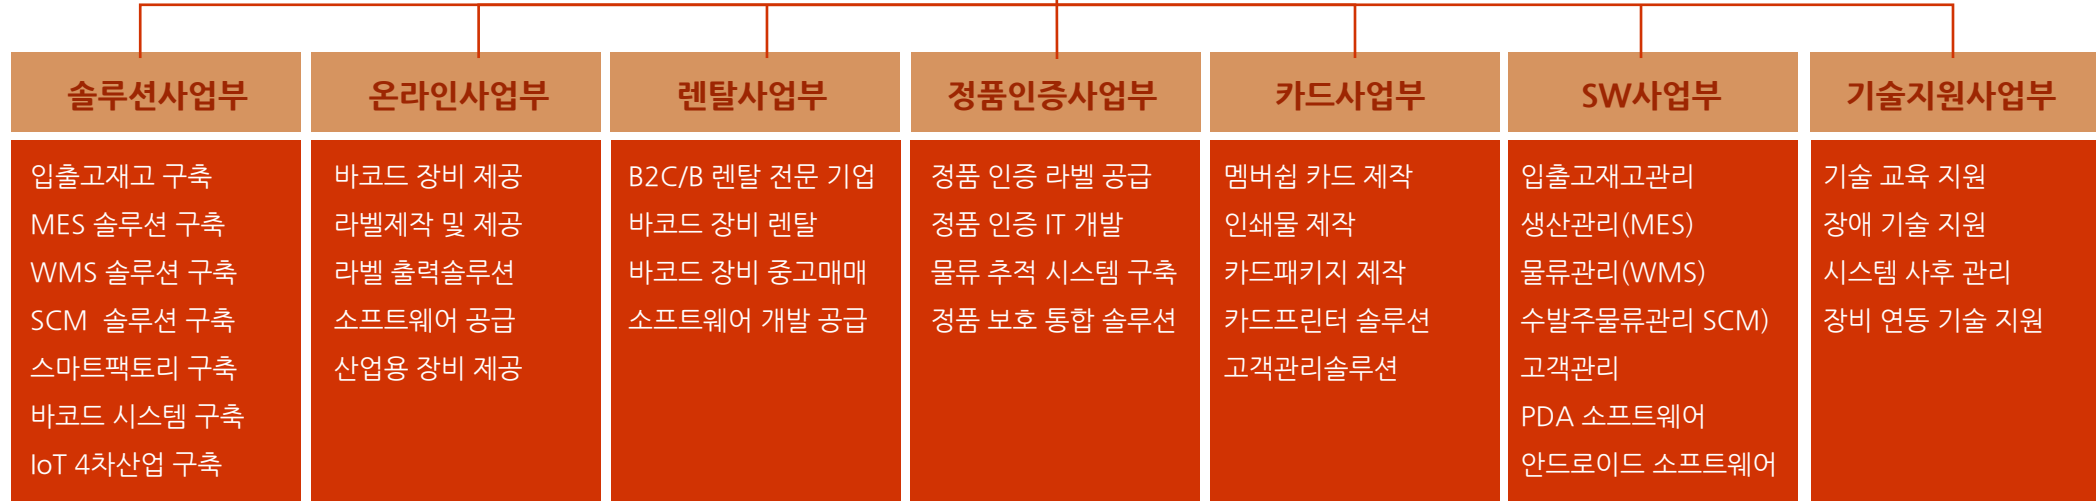 솔루션사업부
입출고재고 구축
MES 솔루션 구축
WMS 솔루션 구축
SCM 솔루션 구축
스마트팩토리 구축
바코드 시스템 구축
IoT 4차산업 구축
온라인사업부
바코드 장비 제공
라벨제작 및 제공
라벨 출력솔루션
소프트웨어 공급
산업용 장비 제공
렌탈사업부
B2C/B 렌탈 전문 기업
바코드 장비 렌탈
바코드 장비 중고매매
소프트웨어 개발 공급
정품인증사업부
정품 인증 라벨 공급
정품 인증 IT 개발
물류 추적 시스템 구축
정품 보호 통합 솔루션
카드사업부
멤버쉽 카드 제작
인쇄물 제작
카드패키지 제작
카드프린터 솔루션
고객관리솔루션
SW사업부
입출고재고관리
생산관리(MES)
물류관리(WMS)
수발주물류관리 SCM)
고객관리
PDA 소프트웨어
안드로이드 소프트웨어
기술지원사업부
기술 교육 지원
장애 기술 지원
시스템 사후 관리
장비 연동 기술 지원